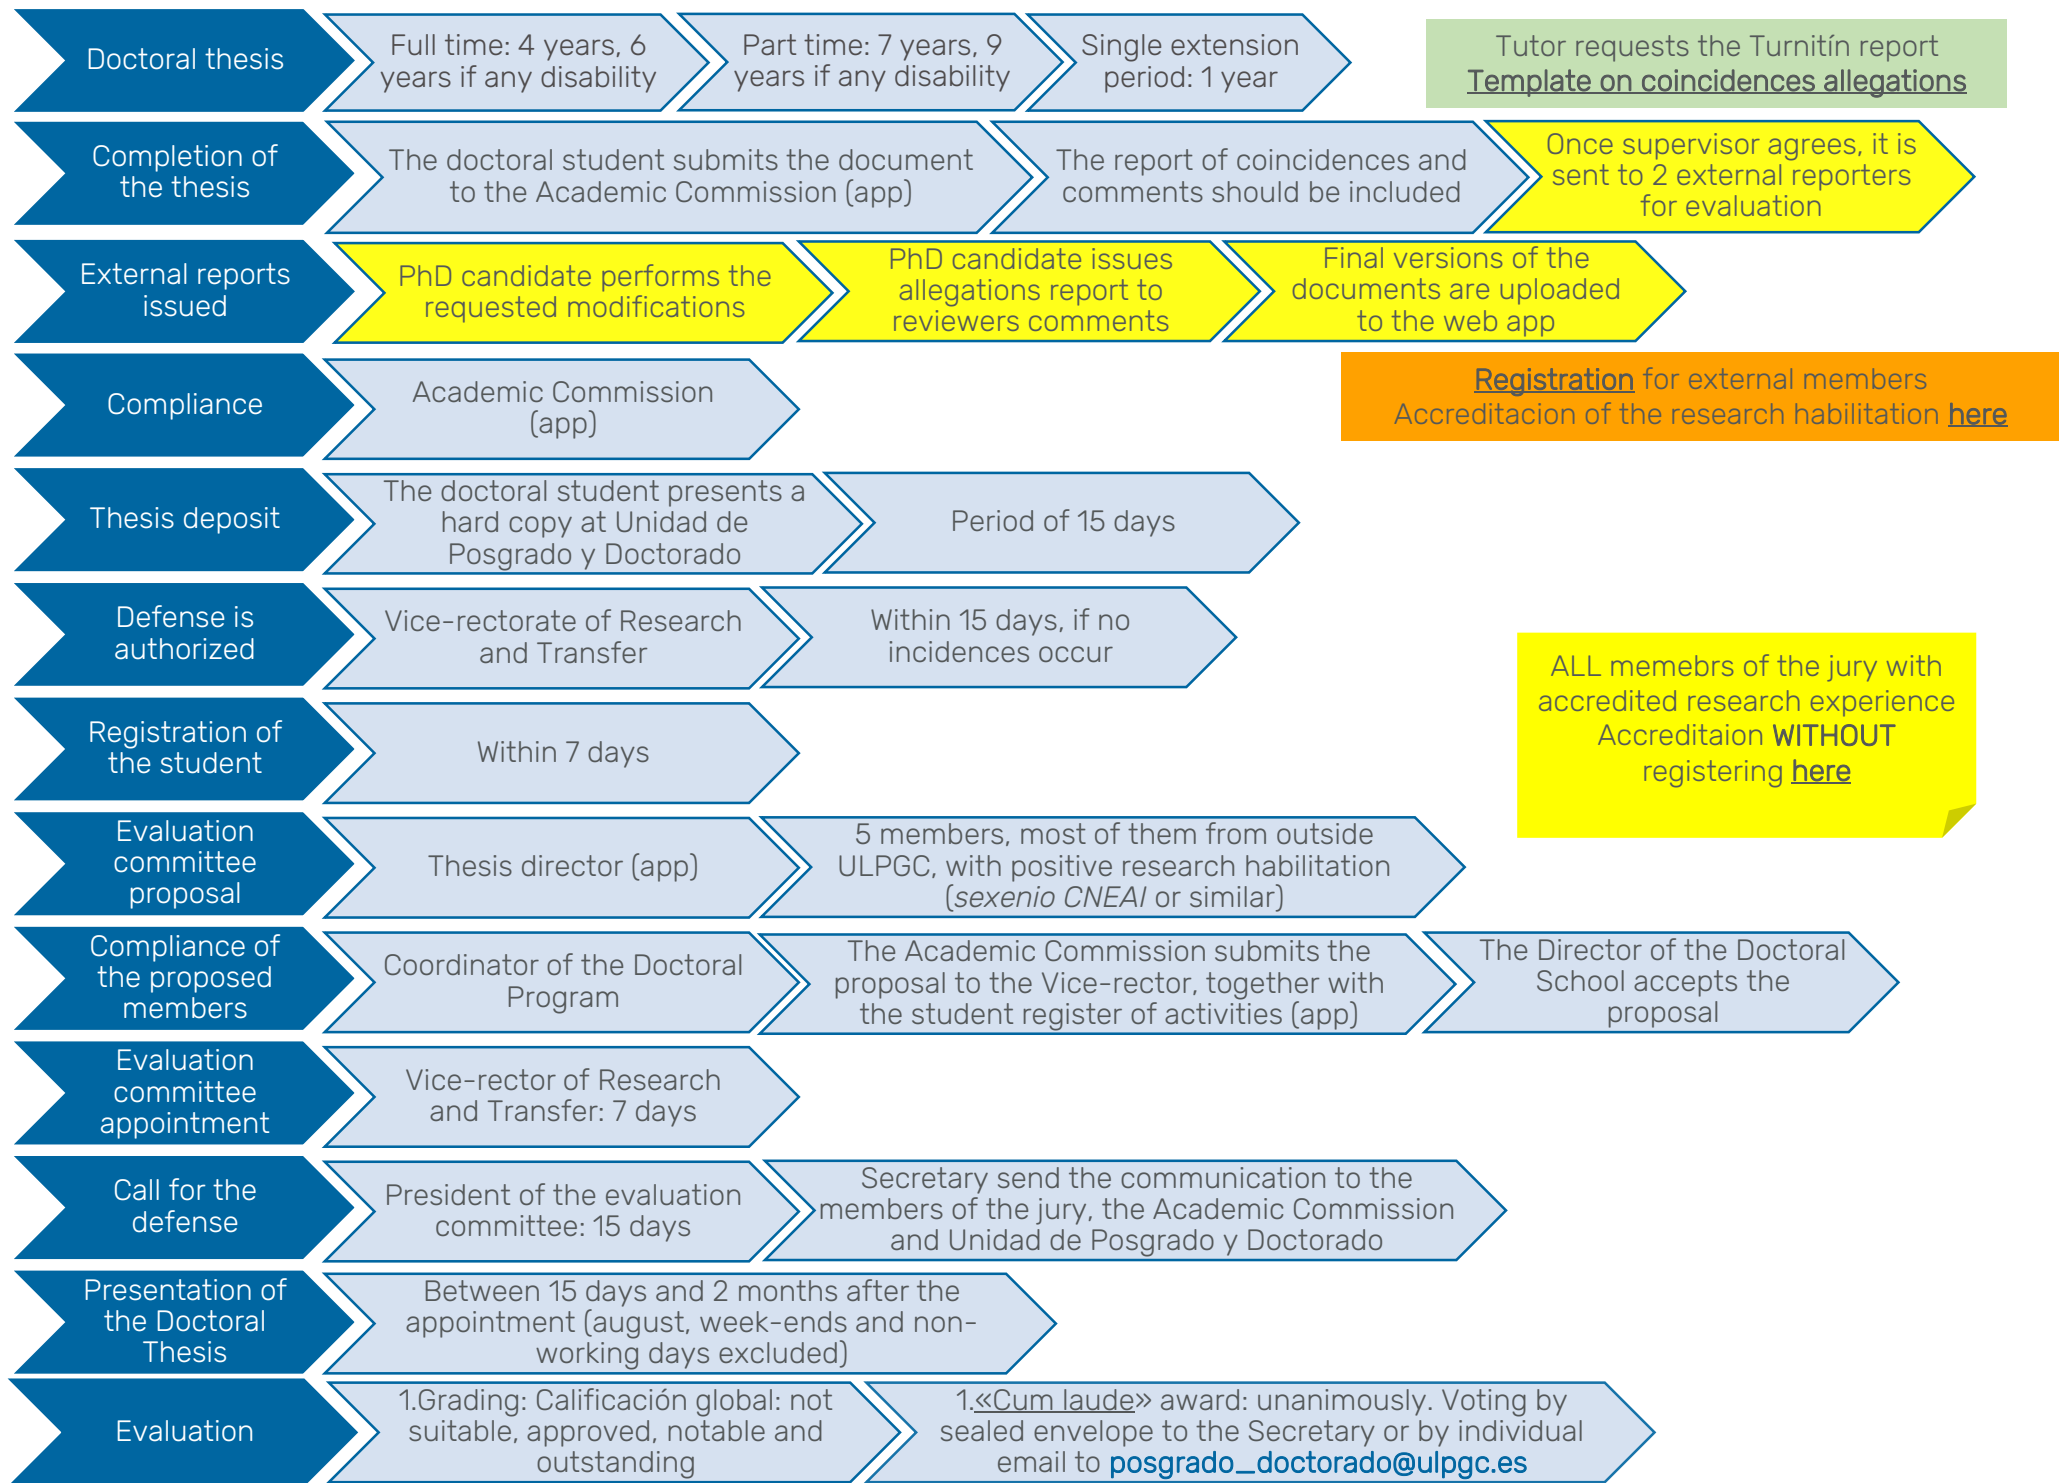 Doctoral thesis
Full time: 4 years, 6
years if any disability
Part time: 7 years, 9
years if any disability
Single extension
period: 1 year
Tutor requests the Turnitín report
Template on coincidences allegations
Completion of
the thesis
The doctoral student submits the document
to the Academic Commission (app)
The report of coincidences and
comments should be included
Once supervisor agrees, it is
sent to 2 external reporters
for evaluation
External reports
issued
PhD candidate performs the
requested modifications
PhD candidate issues
allegations report to
reviewers comments
Final versions of the
documents are uploaded
to the web app
Compliance
Academic Commission
(app)
Registration for external members
Accreditacion of the research habilitation here
Thesis deposit
The doctoral student presents a
hard copy at Unidad de
Posgrado y Doctorado
Period of 15 days
Defense is
authorized
Vice-rectorate of Research
and Transfer
Within 15 days, if no
incidences occur
ALL memebrs of the jury with
accredited research experience
Accreditaion WITHOUT
registering here
Registration of
the student
Within 7 days
Evaluation
committee
proposal
Thesis director (app)
5 members, most of them from outside
ULPGC, with positive research habilitation
(sexenio CNEAI or similar)
Compliance of
the proposed
members
Coordinator of the Doctoral
Program
The Academic Commission submits the
proposal to the Vice-rector, together with
the student register of activities (app)
The Director of the Doctoral
School accepts the
proposal
Evaluation
committee
appointment
Vice-rector of Research
and Transfer: 7 days
Call for the
defense
President of the evaluation
committee: 15 days
Secretary send the communication to the
members of the jury, the Academic Commission
and Unidad de Posgrado y Doctorado
Presentation of
the Doctoral
Thesis
Between 15 days and 2 months after the
appointment (august, week-ends and non-
working days excluded)
Evaluation
1.Grading: Calificación global: not
suitable, approved, notable and
outstanding
1.«Cum laude» award: unanimously. Voting by
sealed envelope to the Secretary or by individual
email to posgrado_doctorado@ulpgc.es